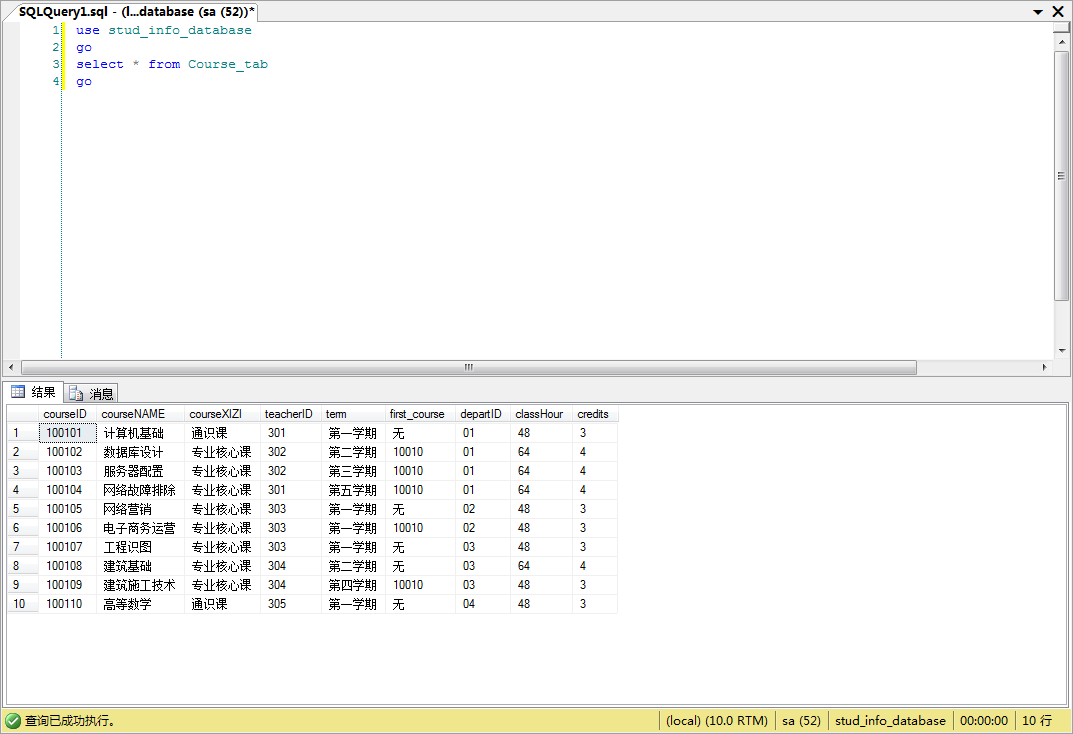 SQLQuery1.sql - (l...database (sa (52))*
1 use stud_info_database
2 go
3 select * from Course_tab
4 go
结果 消息
courseID courseNAME courseXIZI teacherID term first_course departID classHour credits
1 100101 计算机基础 通识课 301 第一学期 无 01 48 3
2 100102 数据库设计 专业核心课 302 第二学期 10010 01 64 4
3 100103 服务器配置 专业核心课 302 第三学期 10010 01 64 4
4 100104 网络故障排除 专业核心课 301 第五学期 10010 01 64 4
5 100105 网络营销 专业核心课 303 第一学期 无 02 48 3
6 100106 电子商务运营 专业核心课 303 第一学期 10010 02 48 3
7 100107 工程识图 专业核心课 303 第一学期 无 03 48 3
8 100108 建筑基础 专业核心课 304 第二学期 无 03 64 4
9 100109 建筑施工技术 专业核心课 304 第四学期 10010 03 48 3
10 100110 高等数学 通识课 305 第一学期 无 04 48 3
查询已成功执行。 (local) (10.0 RTM) sa (52) stud_info_database 00:00:00 10 行